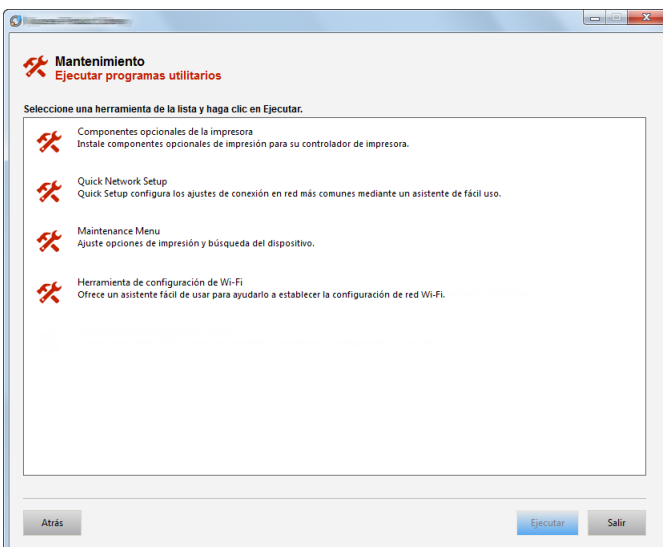 Mantenimiento
Ejecutar programas utilitarios
Seleccione una herramienta de la lista y haga clic en Ejecutar.
Componentes opcionales de la impresora
Instale componentes opcionales de impresión para su controlador de impresora.
Quick Network Setup
Quick Setup configura los ajustes de conexión en red más comunes mediante un asistente de fácil uso.
Maintenance Menu
Ajuste opciones de impresión y búsqueda del dispositivo.
Herramienta de configuración de Wi-Fi
Ofrece un asistente fácil de usar para ayudarlo a establecer la configuración de red Wi-Fi.
Atrás
Ejecutar
Salir